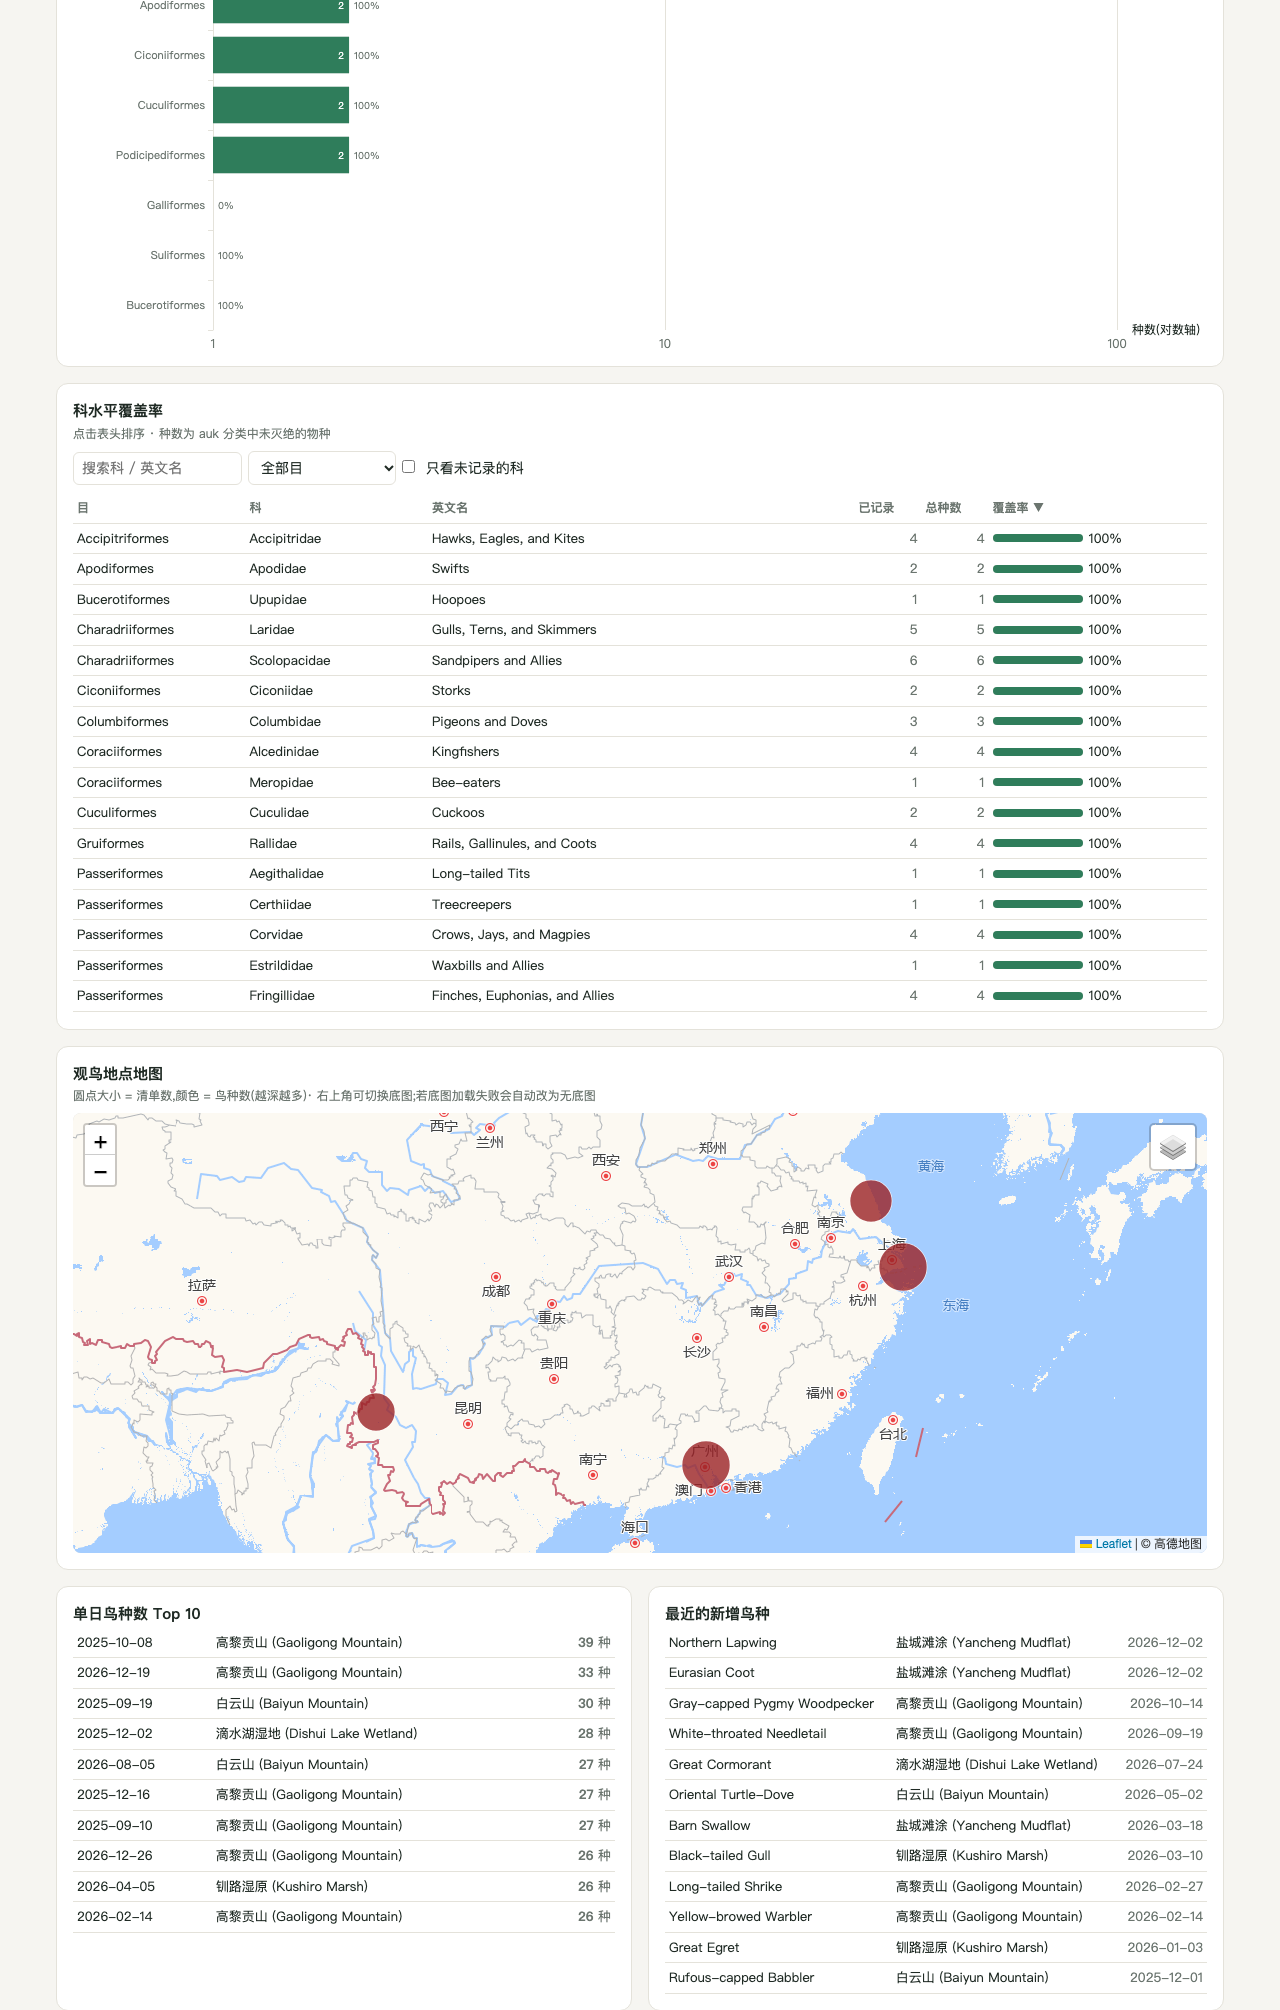 Apodiformes 2 100%
Ciconiiformes 2 100%
Cuculiformes 2 100%
Podicipediformes 2 100%
Galliformes 0%
Suliformes 100%
Bucerotiformes 100%
种数(对数轴)
1 10 100
科水平覆盖率
点击表头排序 · 种数为 auk 分类中未灭绝的物种
搜索科 / 英文名 全部目 只看未记录的科
目 科 英文名 已记录 总种数 覆盖率 ▼
Accipitriformes Accipitridae Hawks, Eagles, and Kites 4 4 100%
Apodiformes Apodidae Swifts 2 2 100%
Bucerotiformes Upupidae Hoopoes 1 1 100%
Charadriiformes Laridae Gulls, Terns, and Skimmers 5 5 100%
Charadriiformes Scolopacidae Sandpipers and Allies 6 6 100%
Ciconiiformes Ciconiidae Storks 2 2 100%
Columbiformes Columbidae Pigeons and Doves 3 3 100%
Coraciiformes Alcedinidae Kingfishers 4 4 100%
Coraciiformes Meropidae Bee-eaters 1 1 100%
Cuculiformes Cuculidae Cuckoos 2 2 100%
Gruiformes Rallidae Rails, Gallinules, and Coots 4 4 100%
Passeriformes Aegithalidae Long-tailed Tits 1 1 100%
Passeriformes Certhiidae Treecreepers 1 1 100%
Passeriformes Corvidae Crows, Jays, and Magpies 4 4 100%
Passeriformes Estrildidae Waxbills and Allies 1 1 100%
Passeriformes Fringillidae Finches, Euphonias, and Allies 4 4 100%
观鸟地点地图
圆点大小 = 清单数,颜色 = 鸟种数(越深越多)· 右上角可切换底图;若底图加载失败会自动改为无底图
+
−
西宁
兰州
郑州
西安
黄海
南京
合肥
上海
武汉
拉萨
成都
杭州
东海
重庆
南昌
长沙
贵阳
福州
昆明
台北
广州
南宁
澳门
香港
海口
Leaflet | © 高德地图
单日鸟种数 Top 10
2025-10-08 高黎贡山 (Gaoligong Mountain) 39 种
2026-12-19 高黎贡山 (Gaoligong Mountain) 33 种
2025-09-19 白云山 (Baiyun Mountain) 30 种
2025-12-02 滴水湖湿地 (Dishui Lake Wetland) 28 种
2026-08-05 白云山 (Baiyun Mountain) 27 种
2025-12-16 高黎贡山 (Gaoligong Mountain) 27 种
2025-09-10 高黎贡山 (Gaoligong Mountain) 27 种
2026-12-26 高黎贡山 (Gaoligong Mountain) 26 种
2026-04-05 钏路湿原 (Kushiro Marsh) 26 种
2026-02-14 高黎贡山 (Gaoligong Mountain) 26 种
最近的新增鸟种
Northern Lapwing 盐城滩涂 (Yancheng Mudflat) 2026-12-02
Eurasian Coot 盐城滩涂 (Yancheng Mudflat) 2026-12-02
Gray-capped Pygmy Woodpecker 高黎贡山 (Gaoligong Mountain) 2026-10-14
White-throated Needletail 高黎贡山 (Gaoligong Mountain) 2026-09-19
Great Cormorant 滴水湖湿地 (Dishui Lake Wetland) 2026-07-24
Oriental Turtle-Dove 白云山 (Baiyun Mountain) 2026-05-02
Barn Swallow 盐城滩涂 (Yancheng Mudflat) 2026-03-18
Black-tailed Gull 钏路湿原 (Kushiro Marsh) 2026-03-10
Long-tailed Shrike 高黎贡山 (Gaoligong Mountain) 2026-02-27
Yellow-browed Warbler 高黎贡山 (Gaoligong Mountain) 2026-02-14
Great Egret 钏路湿原 (Kushiro Marsh) 2026-01-03
Rufous-capped Babbler 白云山 (Baiyun Mountain) 2025-12-01